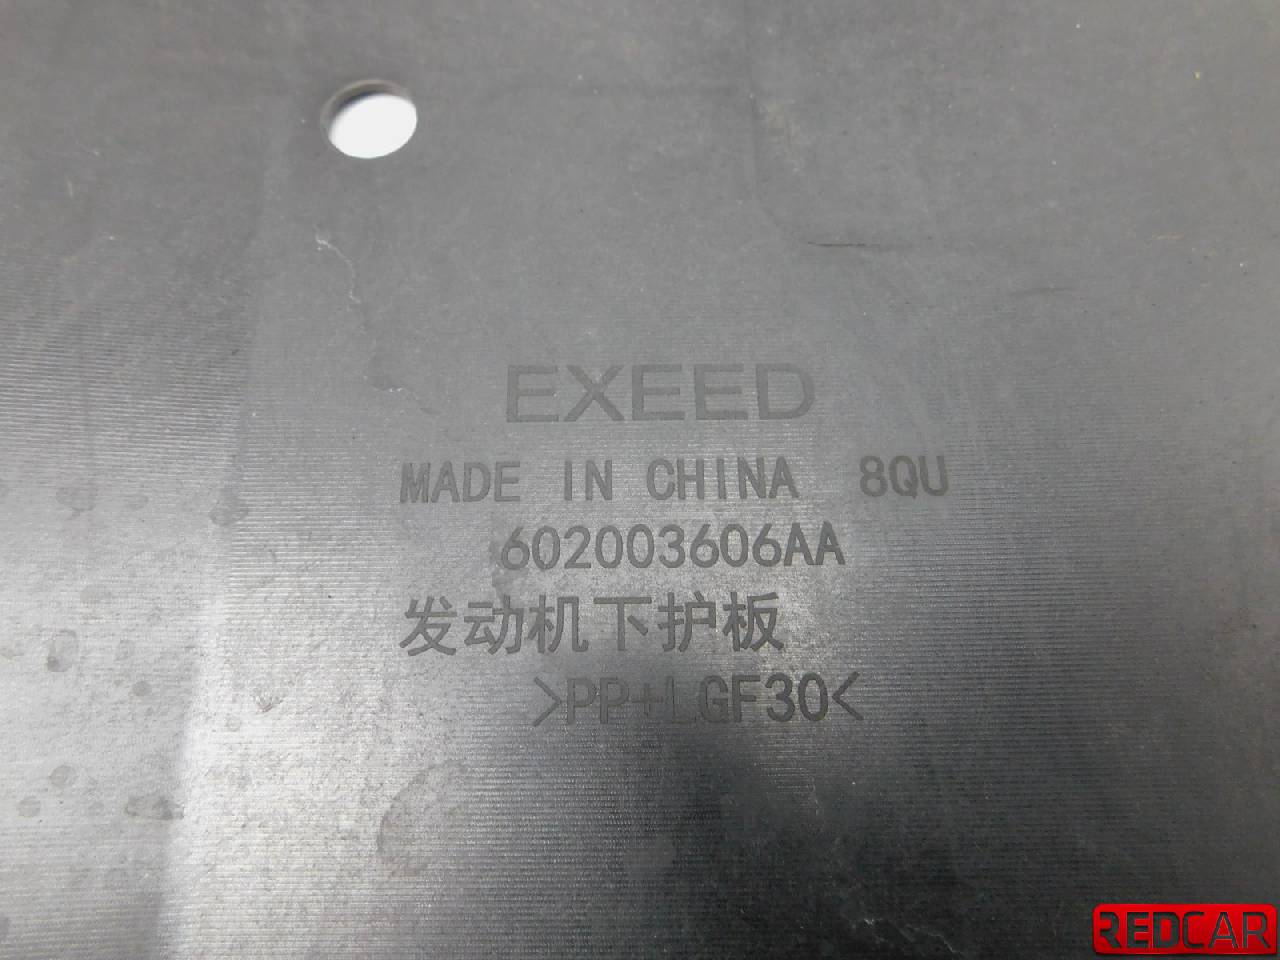 EXEED
MADE IN CHINA 8QU
602003606AA
发动机下护板
>PP+LGF30<
REDCAR